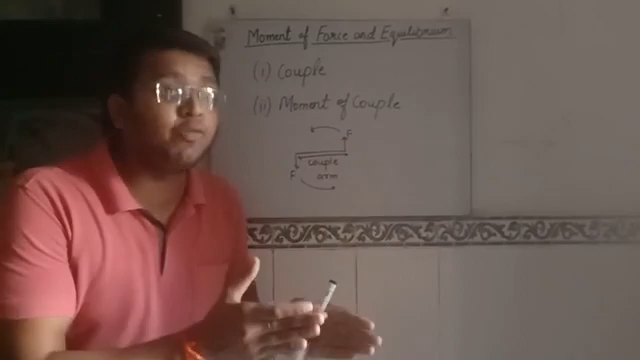 Moment of Force and Equilibrium
(i) Couple
(ii) Moment of Couple
F
couple
arm
F